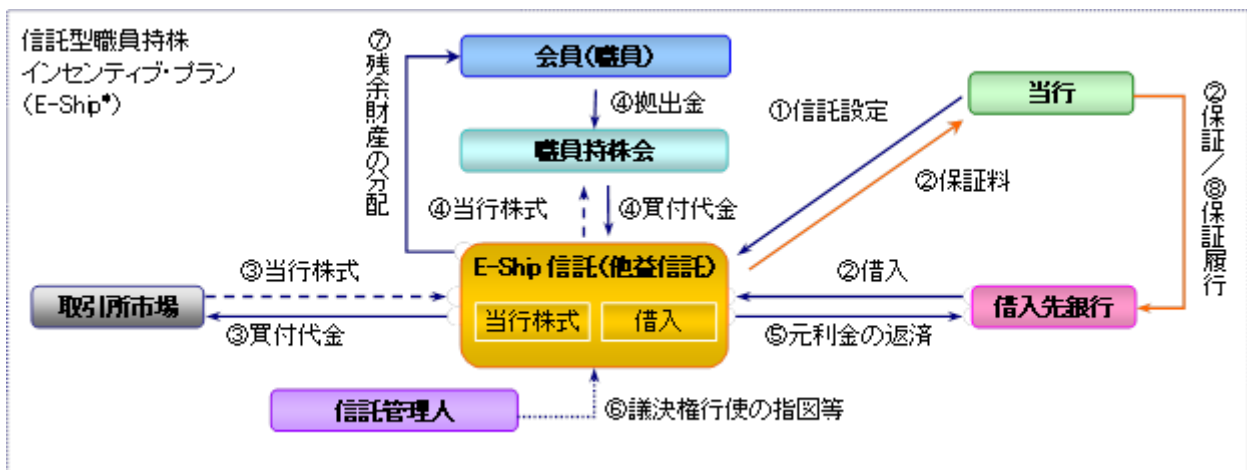 信託型職員持株
インセンティブ・プラン
(E-Ship*)
⑦残余財産の分配
会員(職員)
④拠出金
職員持株会
④当行株式
④買付代金
①信託設定
当行
②保証料
②保証／⑧保証履行
E-Ship 信託(他益信託)
当行株式
借入
③当行株式
取引所市場
③買付代金
②借入
借入先銀行
⑤元利金の返済
信託管理人
⑥議決権行使の指図等